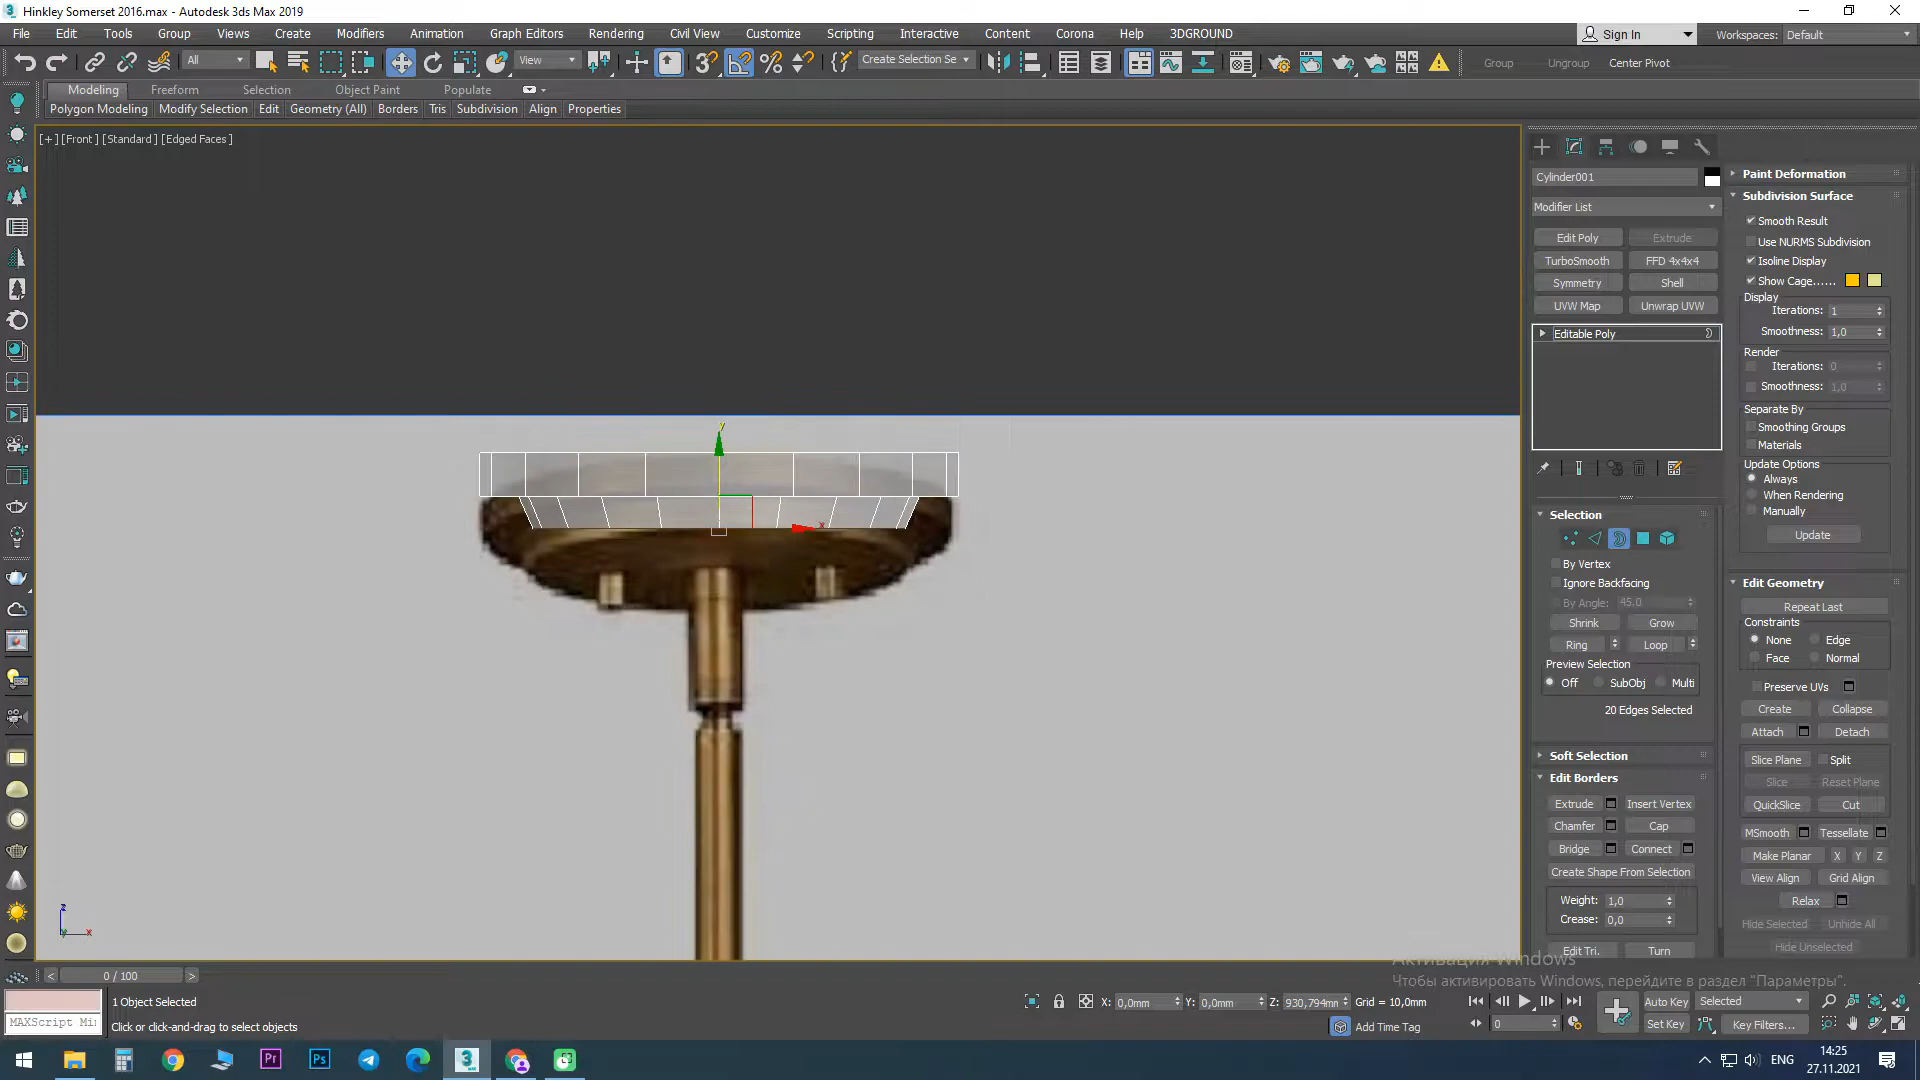 Hinkley Somerset 2016.max - Autodesk 3ds Max 2019
File Edit Tools Group Views Create Modifiers Animation Graph Editors Rendering Civil View Customize Scripting Interactive Content Corona Help 3DGROUND
Sign In Workspaces: Default
All View Create Selection Se Group Ungroup Center Pivot
Modeling Freeform Selection Object Paint Populate
Polygon Modeling Modify Selection Edit Geometry (All) Borders Tris Subdivision Align Properties
[+] [Front] [Standard] [Edged Faces]
Cylinder001
Modifier List
Edit Poly Extrude
TurboSmooth FFD 4x4x4
Symmetry Shell
UVW Map Unwrap UVW
Editable Poly
Selection
By Vertex
Ignore Backfacing
By Angle: 45,0
Shrink Grow
Ring Loop
Preview Selection
Off SubObj Multi
20 Edges Selected
Soft Selection
Edit Borders
Extrude Insert Vertex
Chamfer Cap
Bridge Connect
Create Shape From Selection
Weight: 1,0
Crease: 0,0
Edit Tri. Turn
Paint Deformation
Subdivision Surface
Smooth Result
Use NURMS Subdivision
Isoline Display
Show Cage......
Display
Iterations: 1
Smoothness: 1,0
Render
Iterations: 0
Smoothness: 1,0
Separate By
Smoothing Groups
Materials
Update Options
Always
When Rendering
Manually
Update
Edit Geometry
Repeat Last
Constraints
None Edge
Face Normal
Preserve UVs
Create Collapse
Attach Detach
Slice Plane Split
Slice Reset Plane
QuickSlice Cut
MSmooth Tessellate
Make Planar X Y Z
View Align Grid Align
Relax
Hide Selected Unhide All
Hide Unselected
y
x
z
x
Активация Windows
Чтобы активировать Windows, перейдите в раздел "Параметры".
< 0 / 100 >
1 Object Selected
MAXScript Mi
Click or click-and-drag to select objects
X: 0,0mm Y: 0,0mm Z: 930,794mm Grid = 10,0mm
Add Time Tag
0
Auto Key Selected
Set Key Key Filters...
Pr Ps 3
ENG
14:25
27.11.2021